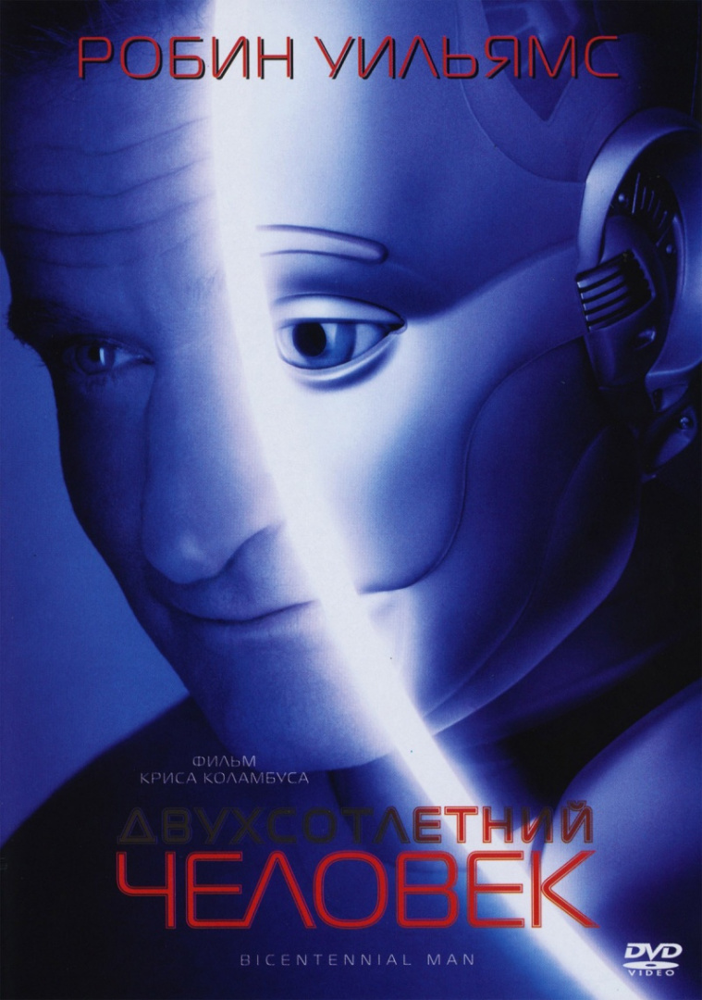 РОБИН УИЛЬЯМС
ФИЛЬМ
КРИСА КОЛАМБУСА
ДВУХСОТЛЕТНИЙ
ЧЕЛОВЕК
BICENTENNIAL MAN
DVD
VIDEO